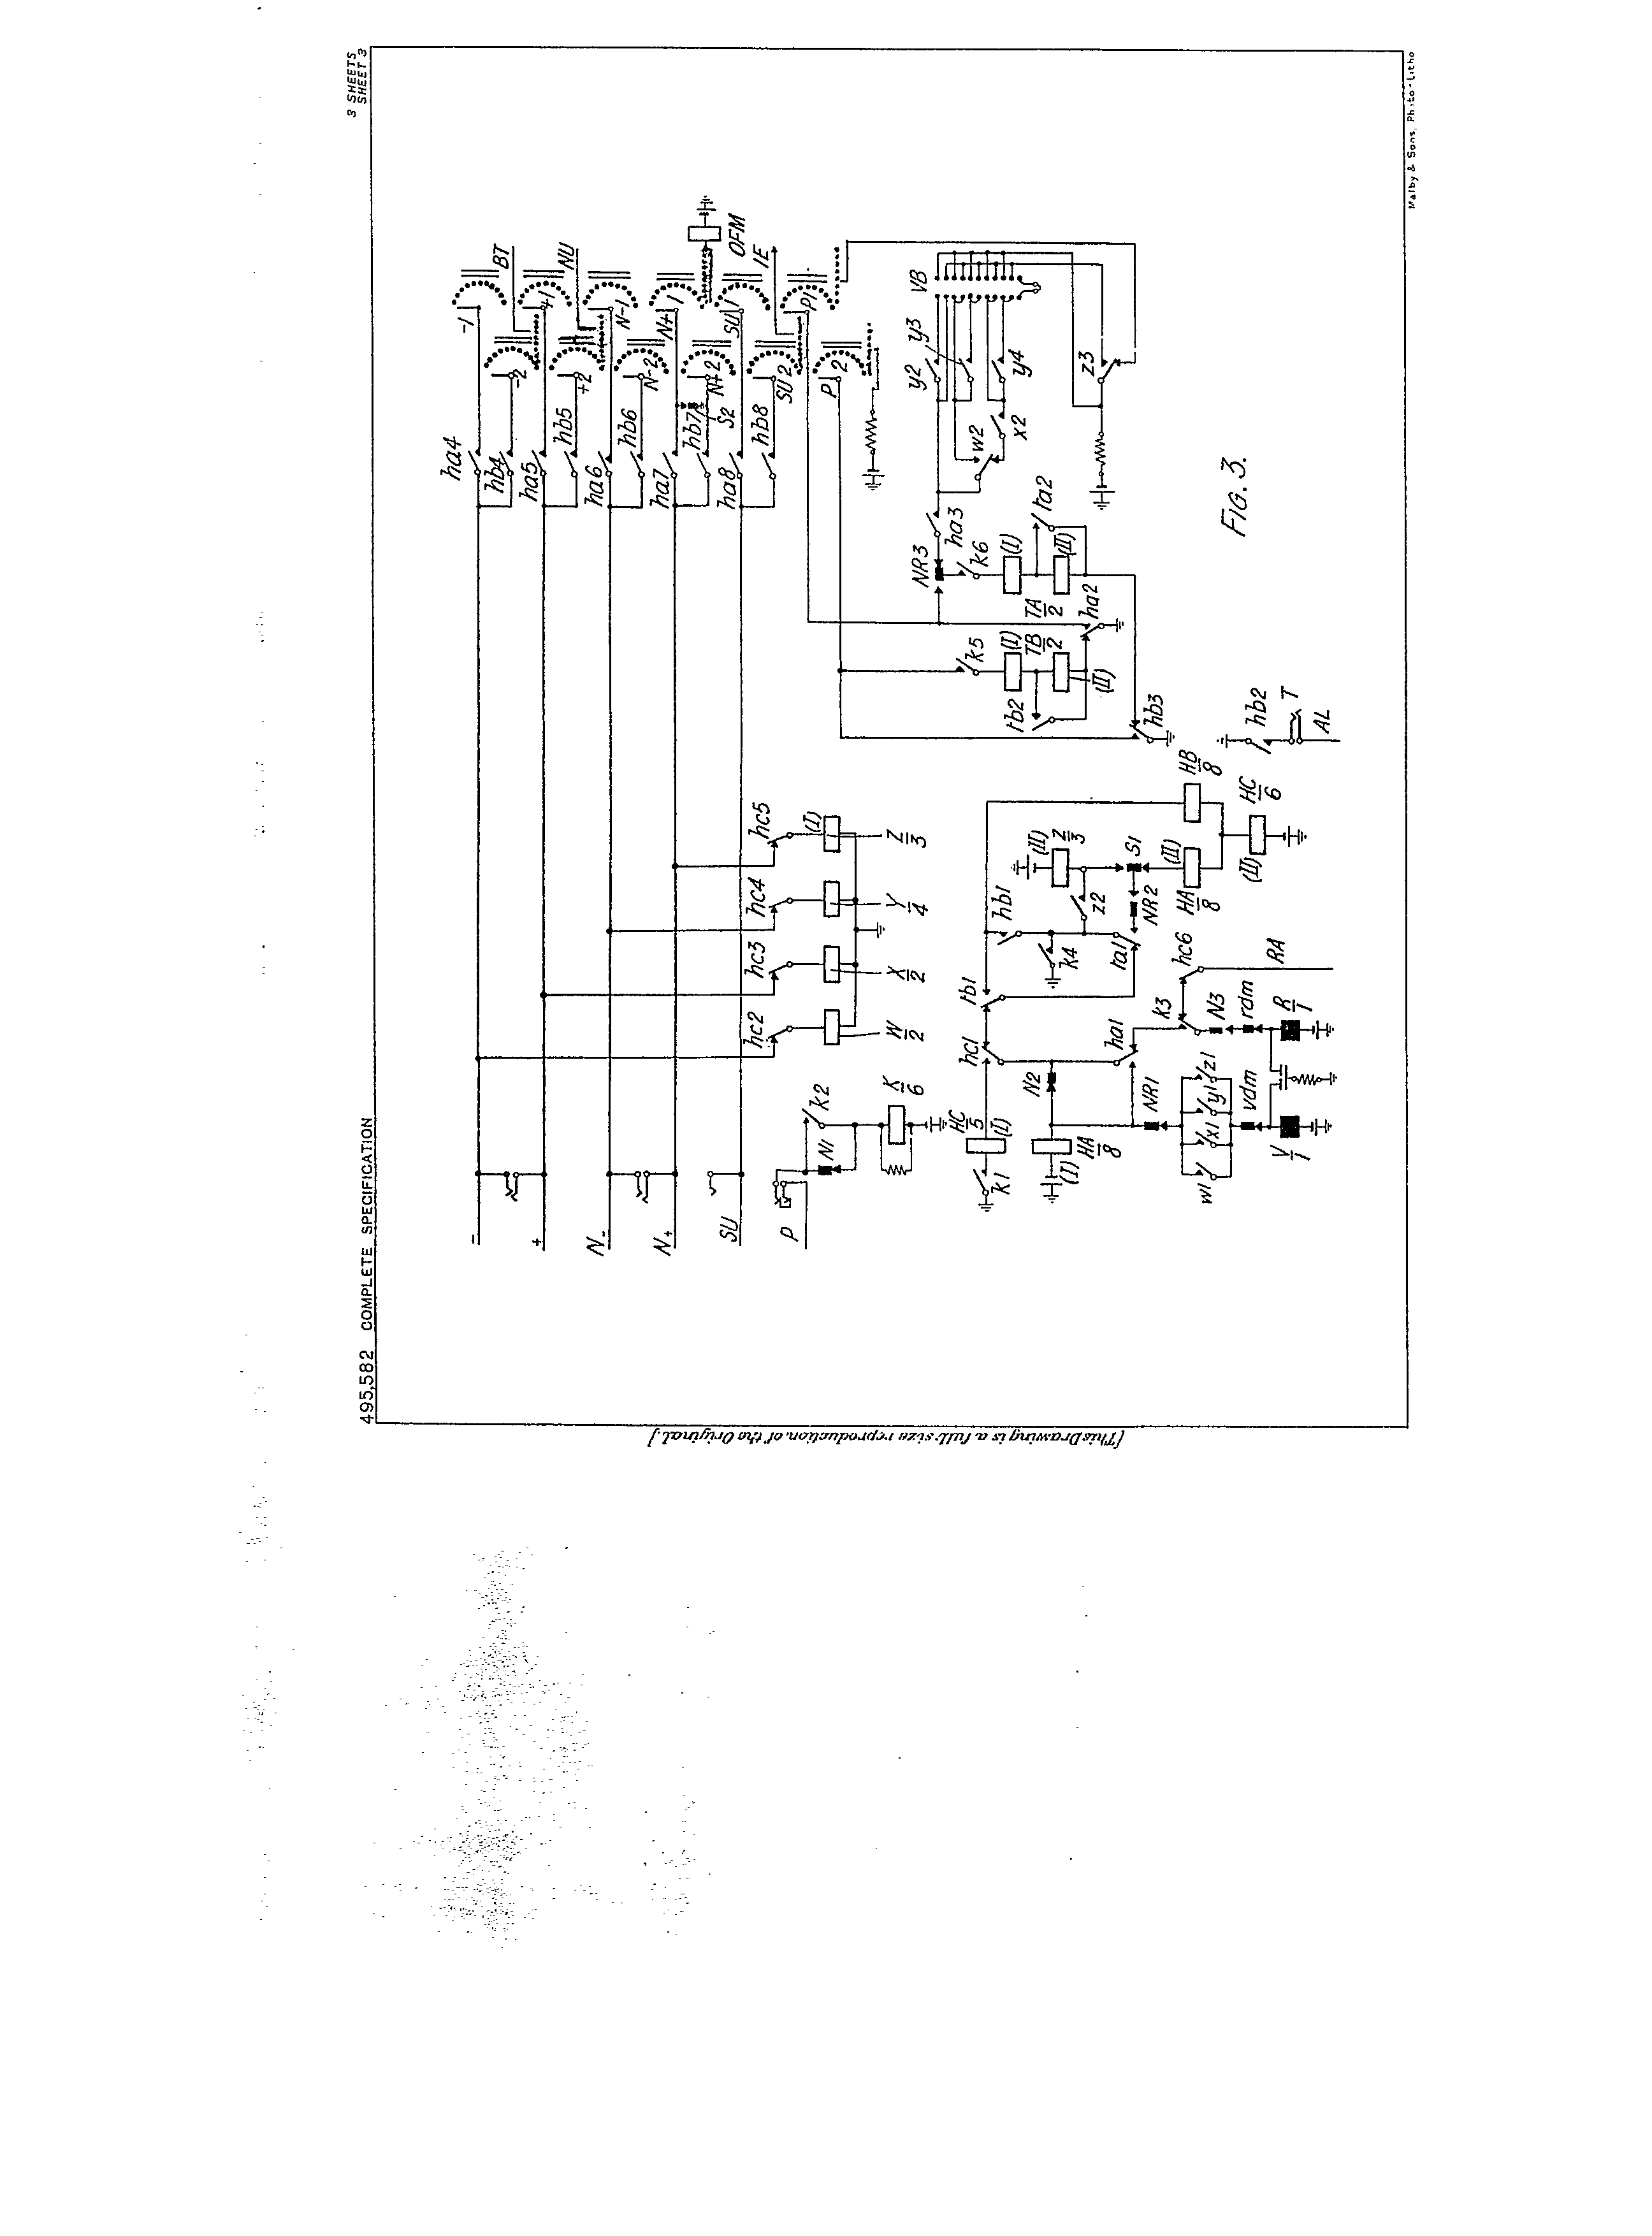 495,582 COMPLETE SPECIFICATION
3 SHEETS
SHEET 3
[This Drawing is a full-size reproduction of the Original.]
Malby & Sons, Photo-Litho
FIG. 3.
-
+
N-
N+
SU
P
ha4
hb4
ha5
hb5
ha6
hb6
ha7
hb7
ha8
hb8
S2
-1
-2
+1
+2
N-1
N-2
N+1
N+2
SU1
SU2
P1
P2
BT
NU
OFM
IE
hc2
hc3
hc4
hc5
(I)
W/2
X/2
Y/4
Z/3
k2
N1
K/6
k1
HC/5
(I)
hc1
tb1
hb1
k4
z2
(II)
Z/3
S1
NR2
(II)
HA/8
HB/8
HC/6
(II)
ta1
N2
HA/8
(I)
ha1
NR1
k3
hc6
N3
rdm
RA
R/1
w1
x1
y1
z1
vdm
V/1
k5
(I)
TB/2
(II)
tb2
ha2
hb3
NR3
ha3
k6
(I)
TA/2
(II)
ta2
w2
x2
y2
y3
y4
VB
z3
hb2
T
AL